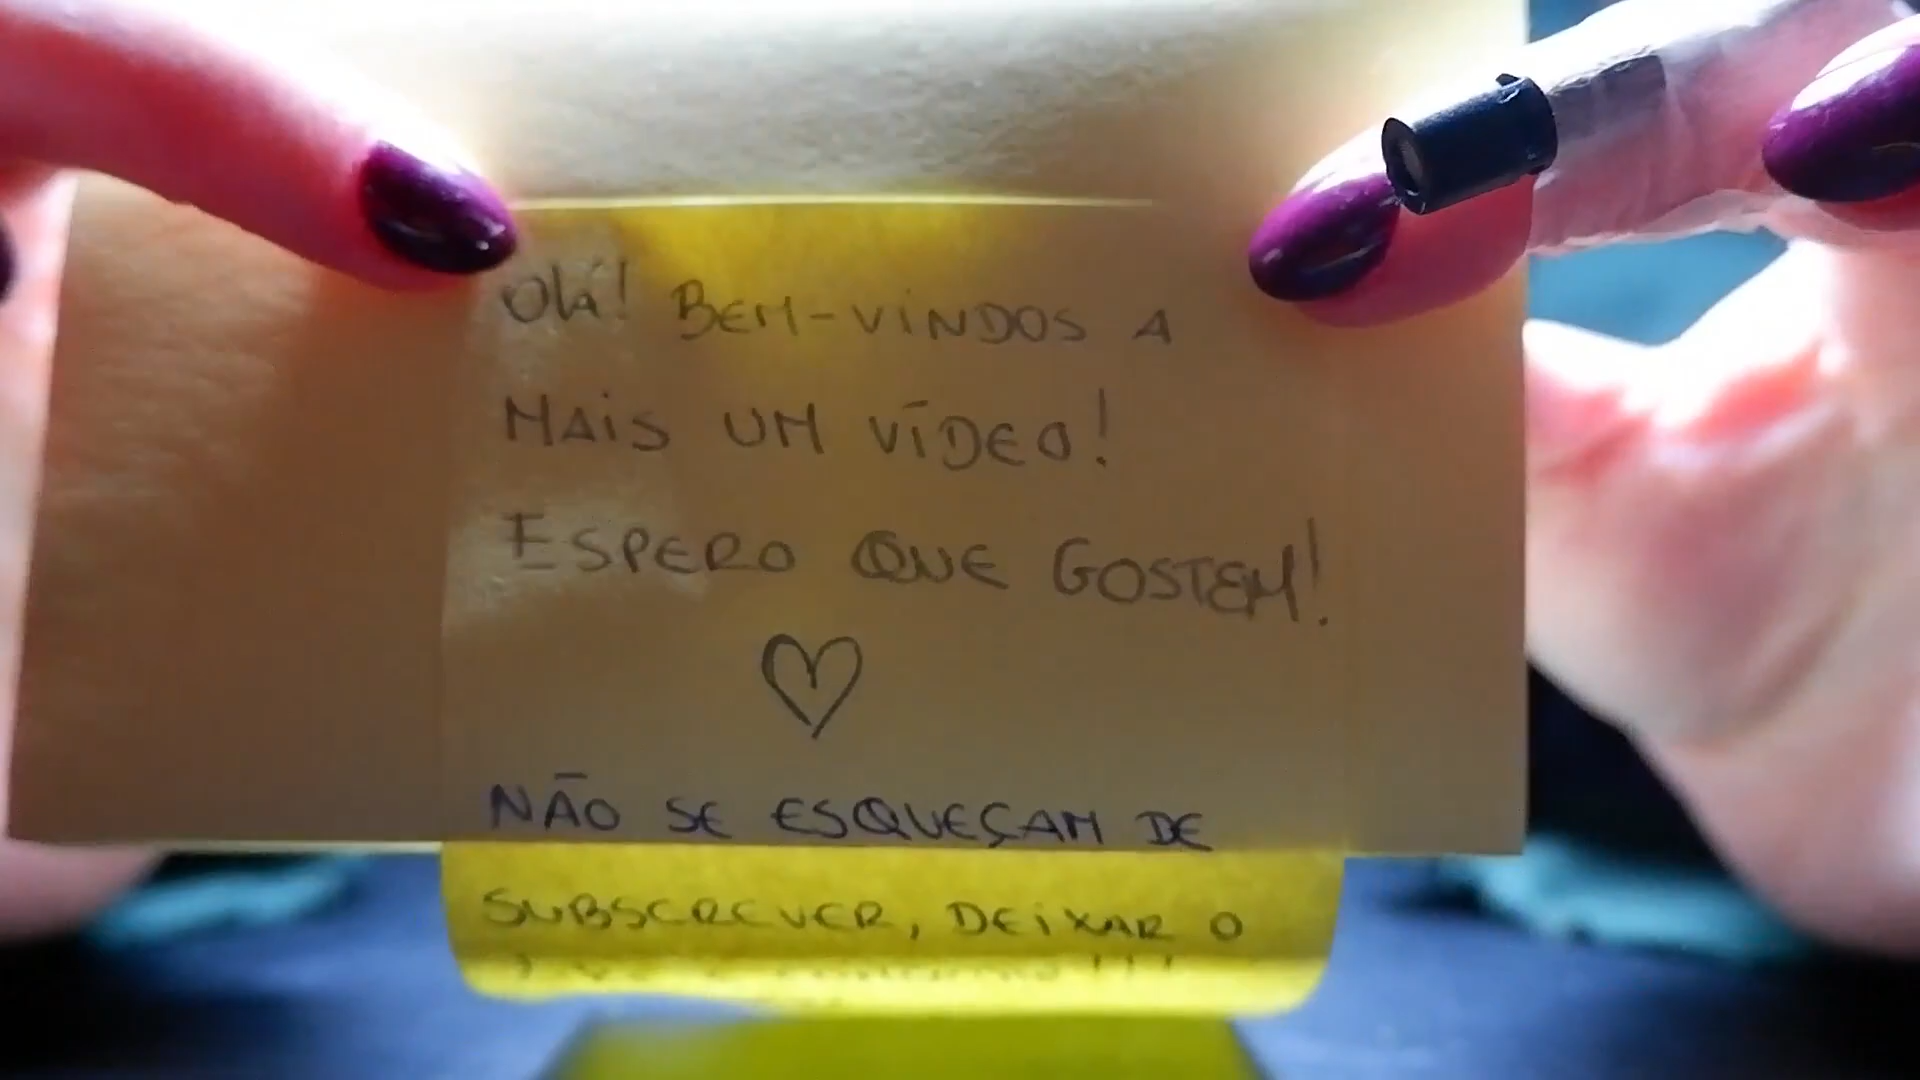 Olá! BEM-VINDOS A
MAIS UM VÍDEO!
ESPERO QUE GOSTEM!
NÃO SE ESQUEÇAM DE
SUBSCREVER, DEIXAR O